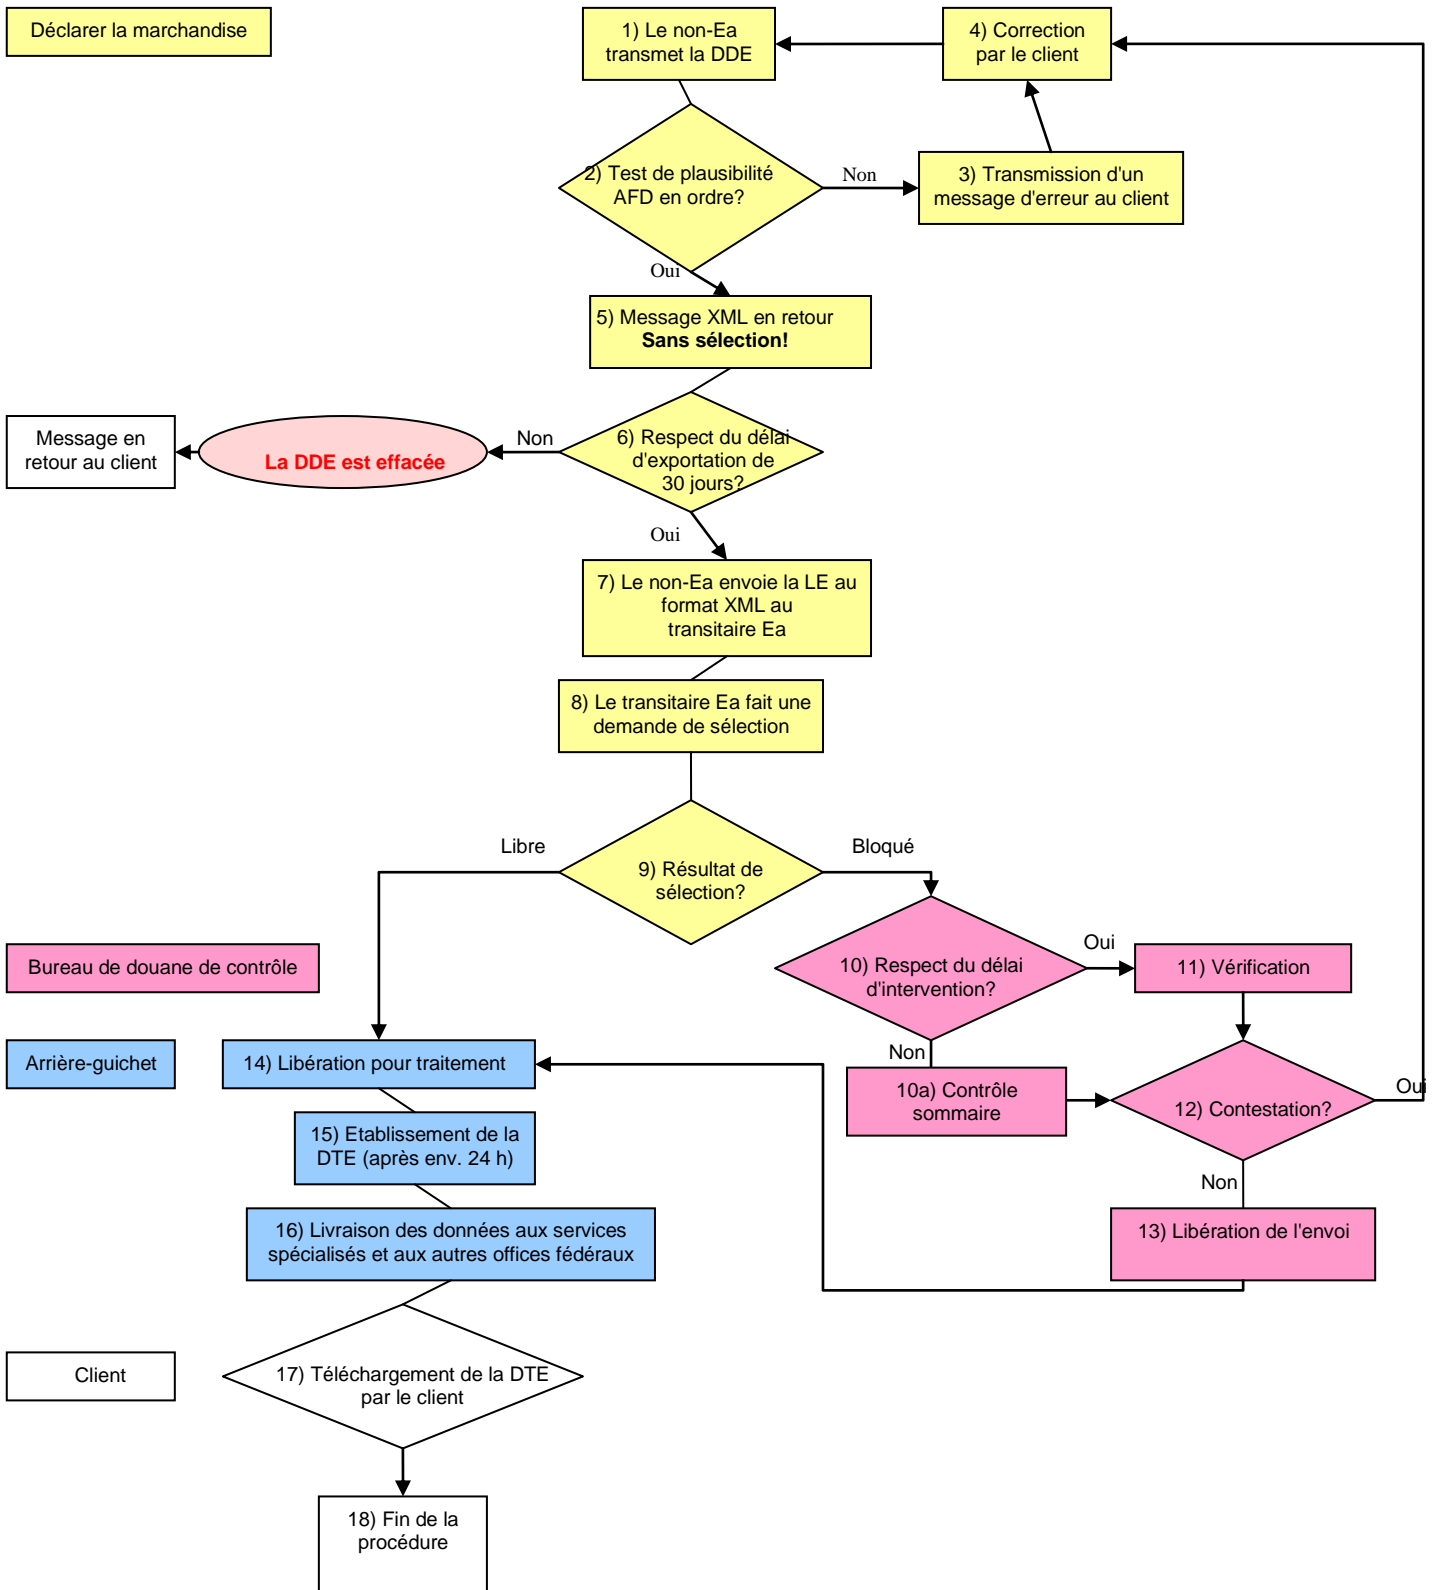 Déclarer la marchandise
1) Le non-Ea
transmet la DDE
4) Correction
par le client
2) Test de plausibilité
AFD en ordre?
Non
3) Transmission d'un
message d'erreur au client
Oui
5) Message XML en retour
Sans sélection!
Message en
retour au client
La DDE est effacée
Non
6) Respect du délai
d'exportation de
30 jours?
Oui
7) Le non-Ea envoie la LE au
format XML au
transitaire Ea
8) Le transitaire Ea fait une
demande de sélection
Libre
Bloqué
9) Résultat de
sélection?
Bureau de douane de contrôle
10) Respect du délai
d'intervention?
Oui
11) Vérification
Arrière-guichet
14) Libération pour traitement
Non
10a) Contrôle
sommaire
12) Contestation?
Oui
15) Etablissement de la
DTE (après env. 24 h)
Non
16) Livraison des données aux services
spécialisés et aux autres offices fédéraux
13) Libération de l'envoi
Client
17) Téléchargement de la DTE
par le client
18) Fin de la
procédure